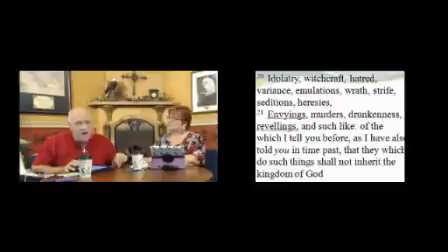 20 Idolatry, witchcraft, hatred,
variance, emulations, wrath, strife,
seditions, heresies,
21 Envyings, murders, drunkenness,
revellings, and such like: of the
which I tell you before, as I have also
told you in time past, that they which
do such things shall not inherit the
kingdom of God